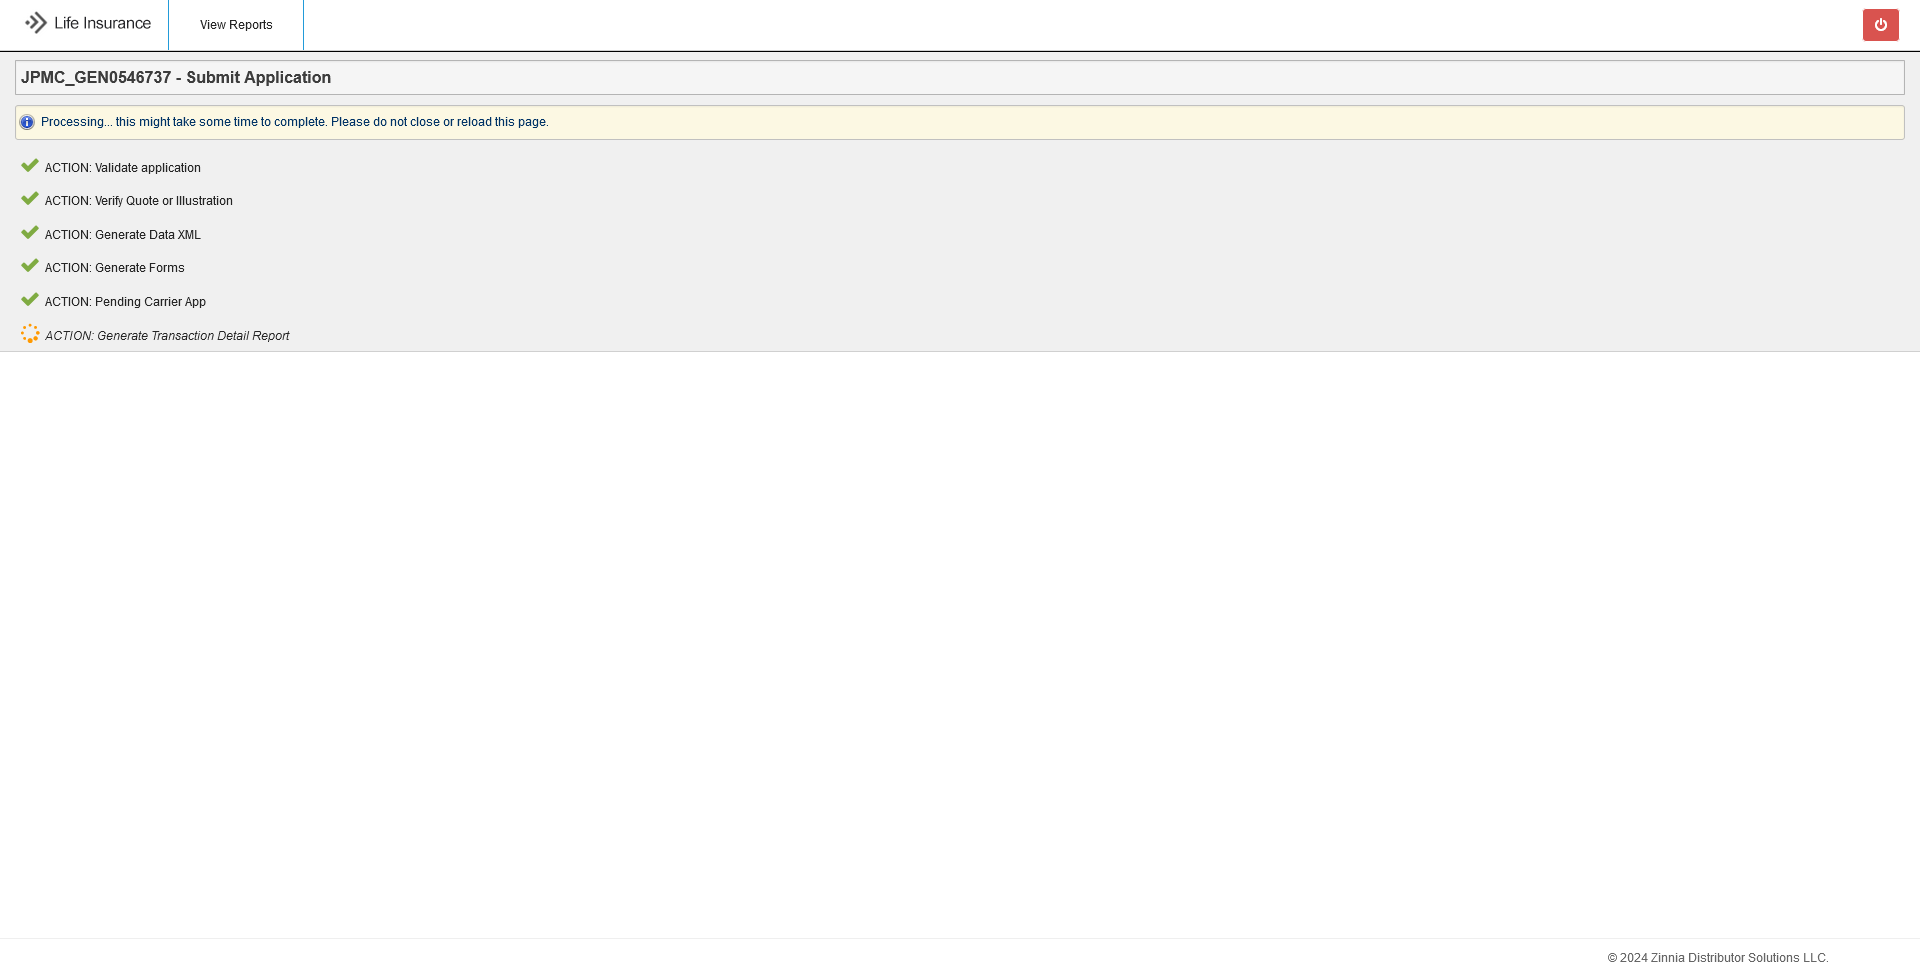 Life Insurance
View Reports
JPMC_GEN0546737 - Submit Application
Processing... this might take some time to complete. Please do not close or reload this page.
ACTION: Validate application
ACTION: Verify Quote or Illustration
ACTION: Generate Data XML
ACTION: Generate Forms
ACTION: Pending Carrier App
ACTION: Generate Transaction Detail Report
© 2024 Zinnia Distributor Solutions LLC.